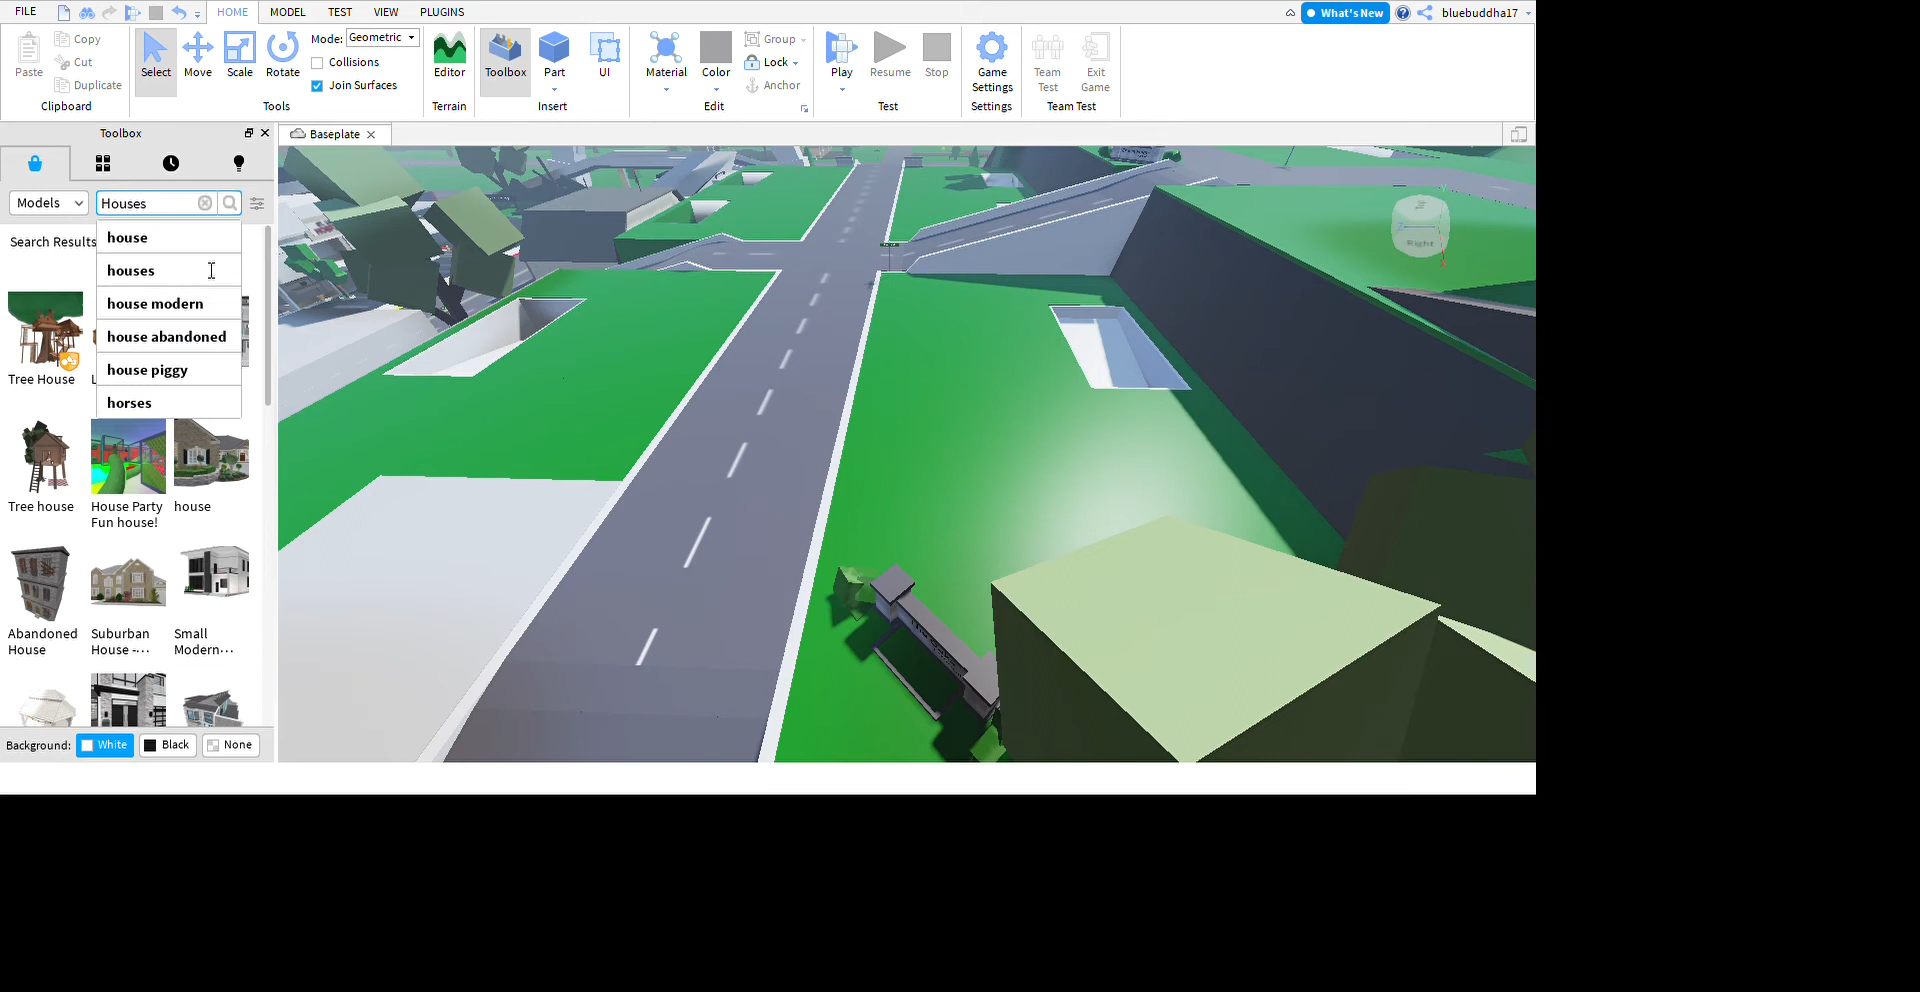 FILE HOME MODEL TEST VIEW PLUGINS What's New bluebuddha17
Paste Copy Cut Duplicate
Select Move Scale Rotate
Mode: Geometric
Collisions
Join Surfaces
Editor Toolbox Part UI
Material Color Group Lock Anchor
Play Resume Stop
Game Settings
Team Test
Exit Game
Clipboard Tools Terrain Insert Edit Test Settings Team Test
Toolbox
Baseplate
Models Houses
Search Results
house
houses
house modern
house abandoned
house piggy
horses
Tree House L
Tree house
House Party
Fun house!
house
Abandoned
House
Suburban
House -...
Small
Modern...
Background: White Black None
Right